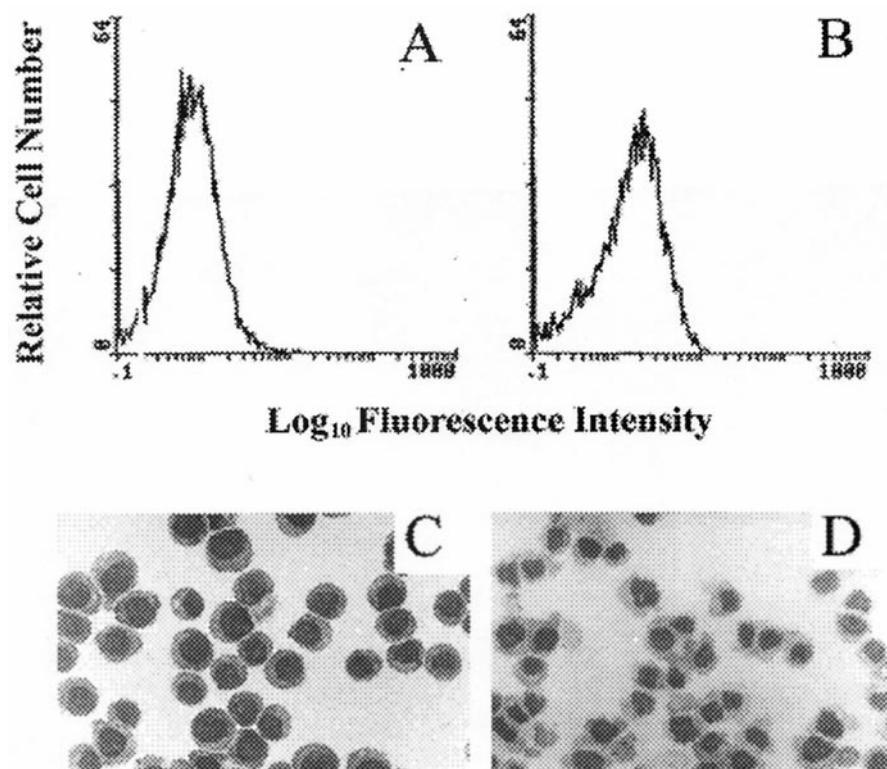 64
A
64
B
Relative Cell Number
0
0
.1
1000
.1
1000
Log₁₀ Fluorescence Intensity
C
D